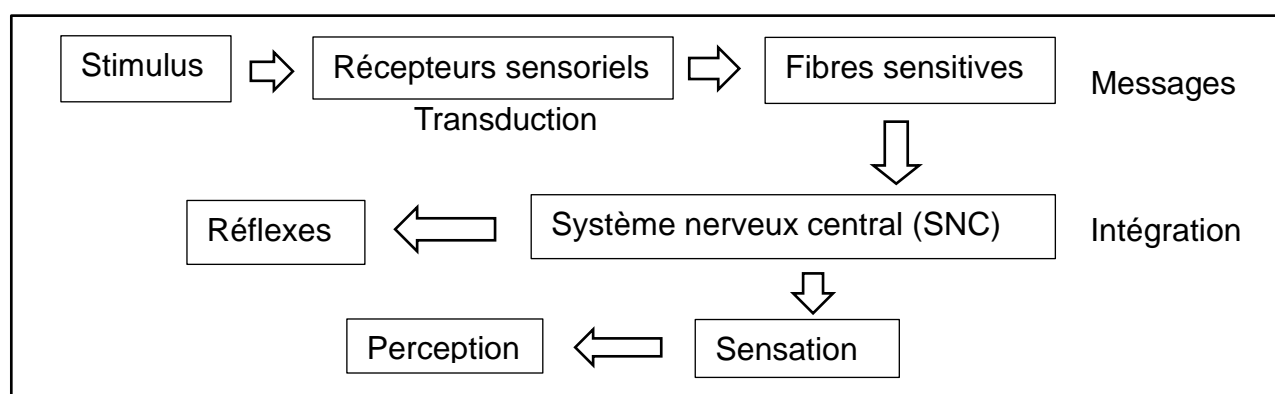 Stimulus
Récepteurs sensoriels
Fibres sensitives
Messages
Transduction
Réflexes
Système nerveux central (SNC)
Intégration
Perception
Sensation